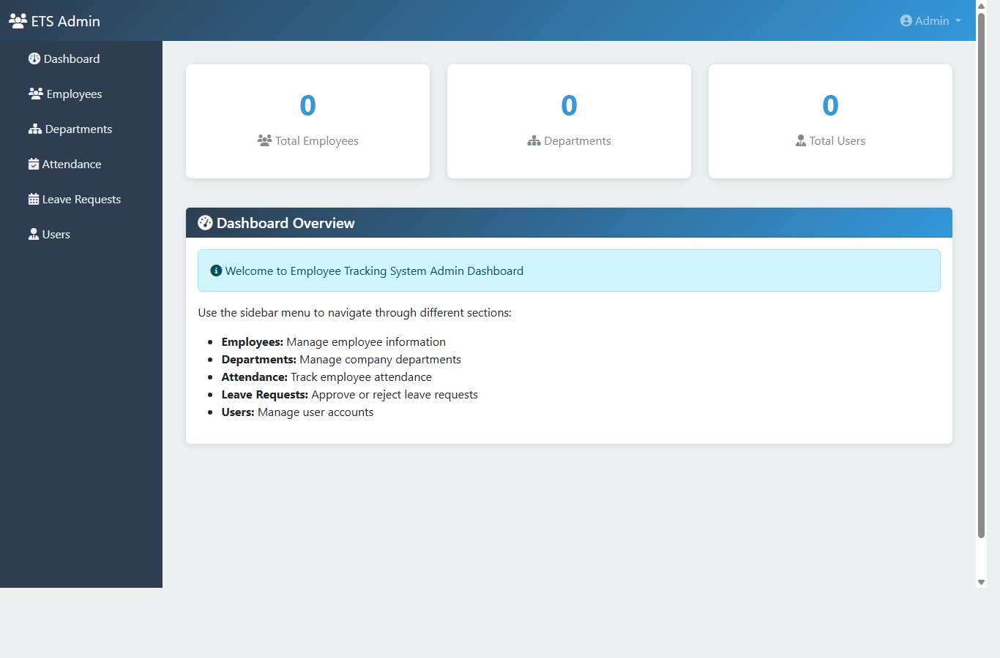 ETS Admin
Admin
Dashboard
Employees
Departments
Attendance
Leave Requests
Users
0
Total Employees
0
Departments
0
Total Users
Dashboard Overview
Welcome to Employee Tracking System Admin Dashboard
Use the sidebar menu to navigate through different sections:
Employees: Manage employee information
Departments: Manage company departments
Attendance: Track employee attendance
Leave Requests: Approve or reject leave requests
Users: Manage user accounts